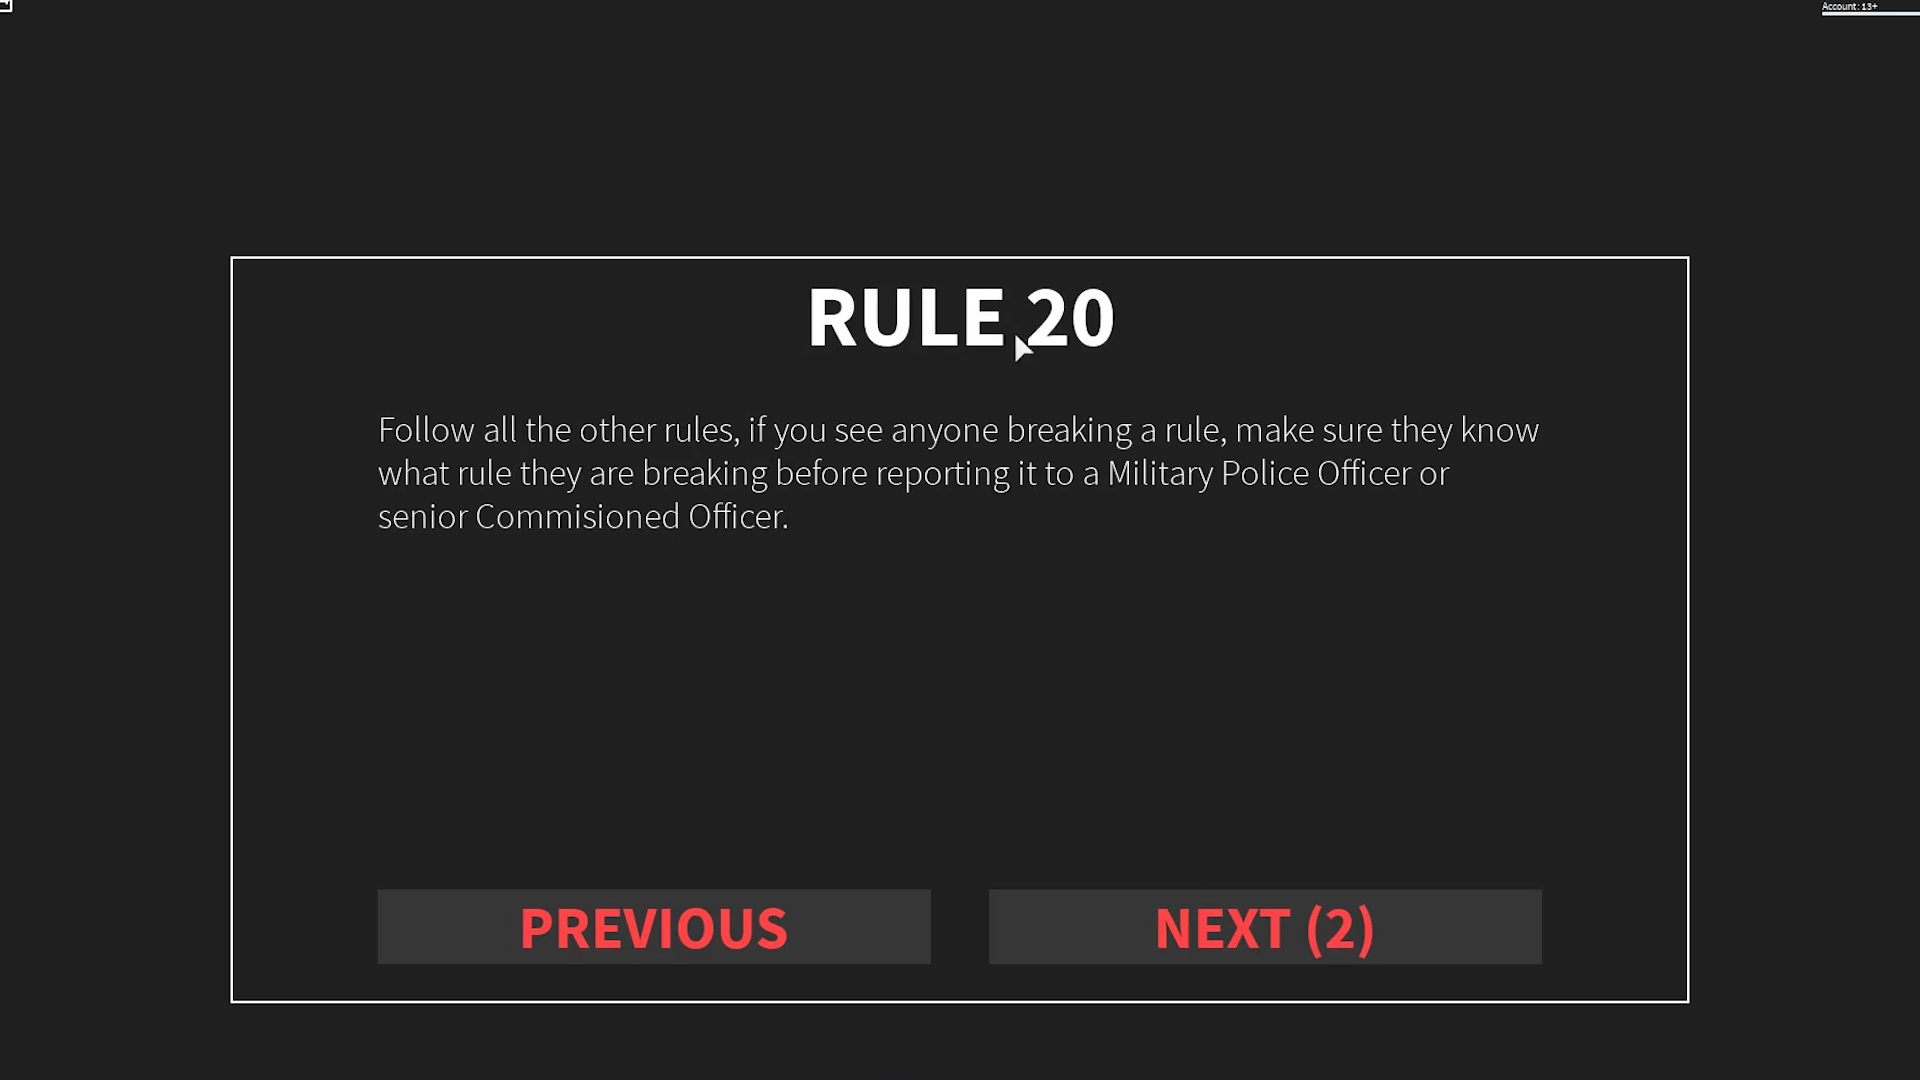 Account: 13+
RULE 20
Follow all the other rules, if you see anyone breaking a rule, make sure they know
what rule they are breaking before reporting it to a Military Police Officer or
senior Commisioned Officer.
PREVIOUS
NEXT (2)